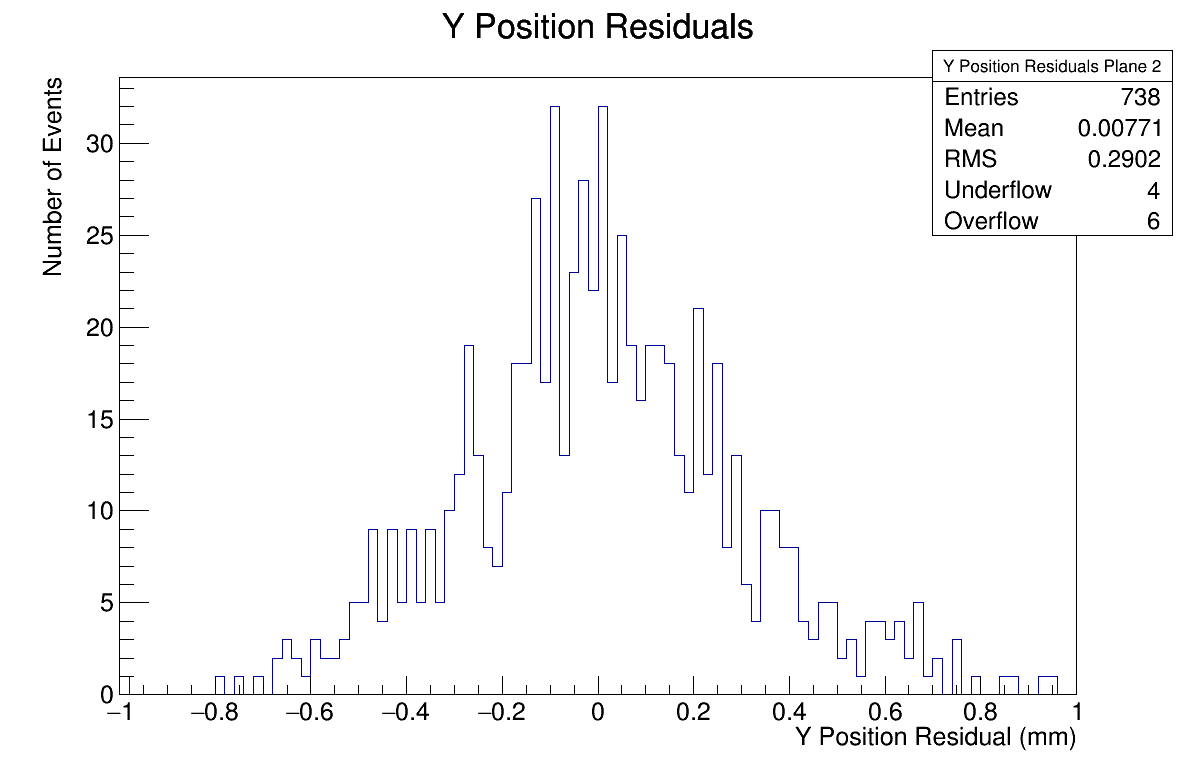 Y Position Residuals
Y Position Residuals Plane 2
Entries 738
Mean 0.00771
RMS 0.2902
Underflow 4
Overflow 6
Number of Events
30
25
20
15
10
5
0
−1 −0.8 −0.6 −0.4 −0.2 0 0.2 0.4 0.6 0.8 1
Y Position Residual (mm)